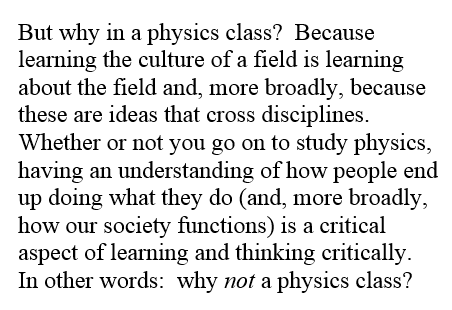 But why in a physics class?  Because
learning the culture of a field is learning
about the field and, more broadly, because
these are ideas that cross disciplines.
Whether or not you go on to study physics,
having an understanding of how people end
up doing what they do (and, more broadly,
how our society functions) is a critical
aspect of learning and thinking critically.
In other words:  why not a physics class?